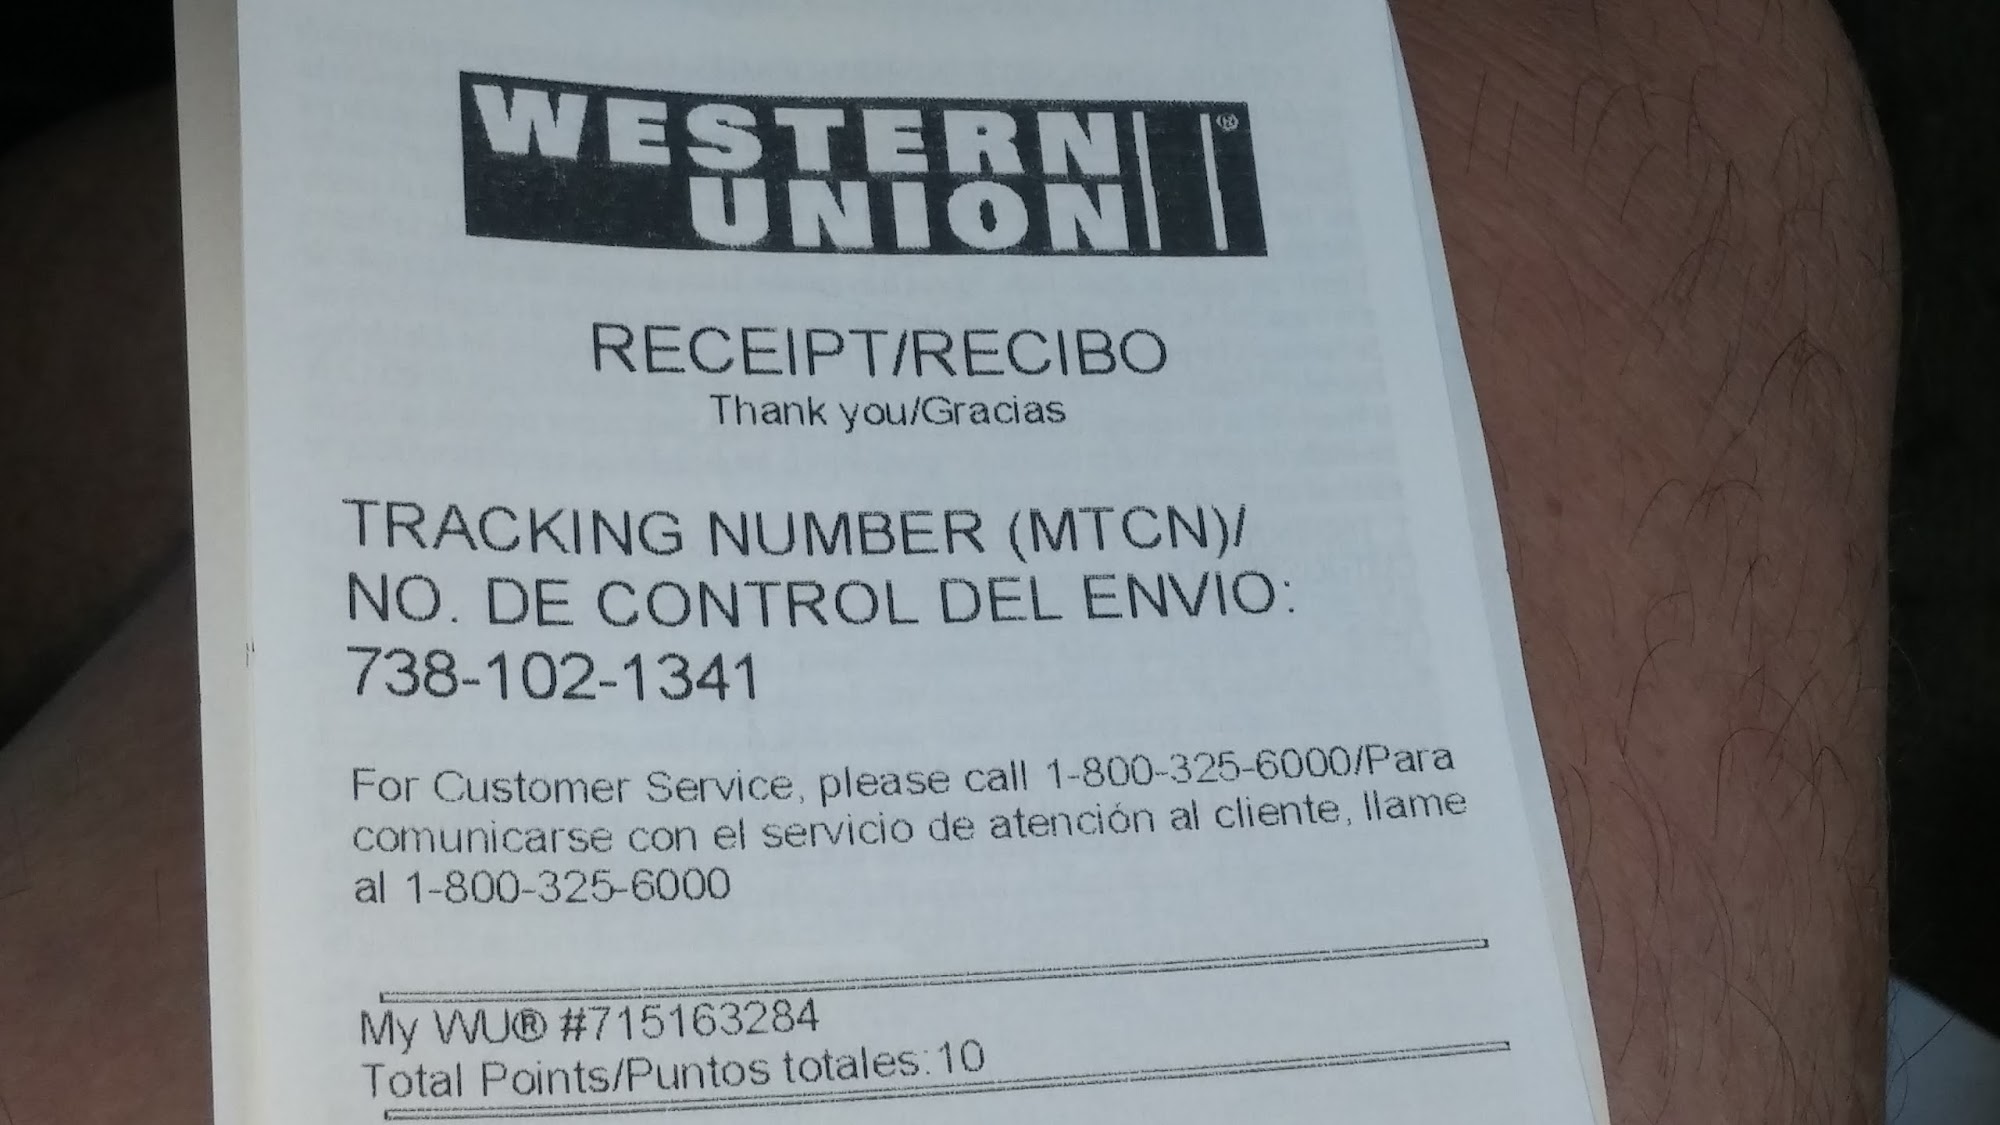 WESTERN
UNION ®
RECEIPT/RECIBO
Thank you/Gracias
TRACKING NUMBER (MTCN)/
NO. DE CONTROL DEL ENVIO:
738-102-1341
For Customer Service, please call 1-800-325-6000/Para
comunicarse con el servicio de atención al cliente, llame
al 1-800-325-6000
My WU® #715163284
Total Points/Puntos totales:10